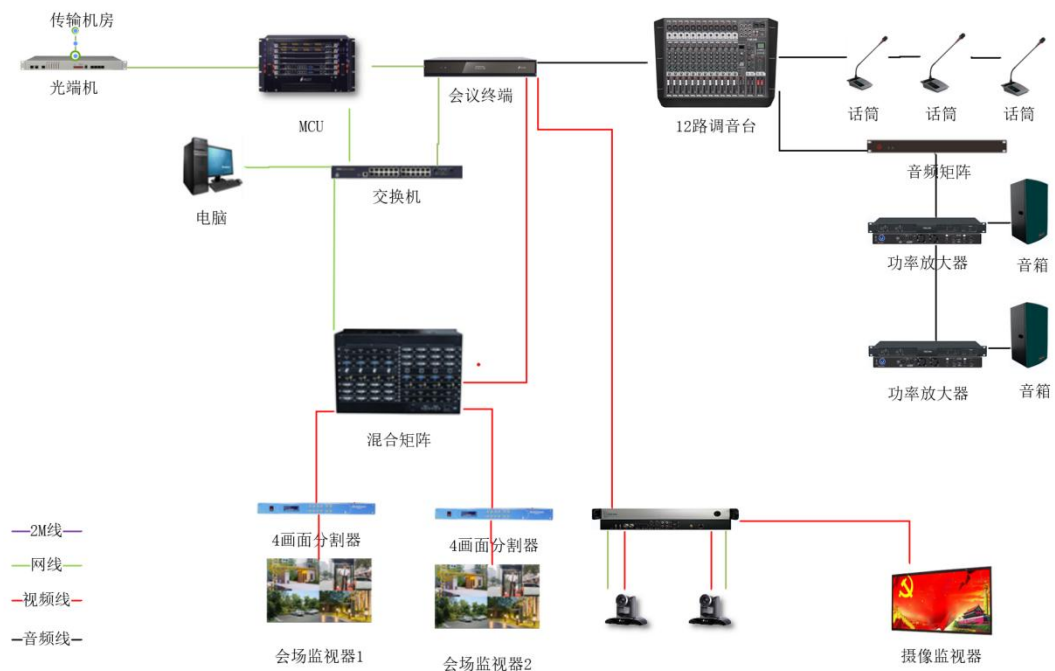 传输机房
光端机
MCU
会议终端
12路调音台
话筒
话筒
话筒
音频矩阵
电脑
交换机
功率放大器
音箱
功率放大器
音箱
混合矩阵
4画面分割器
4画面分割器
2M线
网线
视频线
音频线
会场监视器1
会场监视器2
摄像监视器